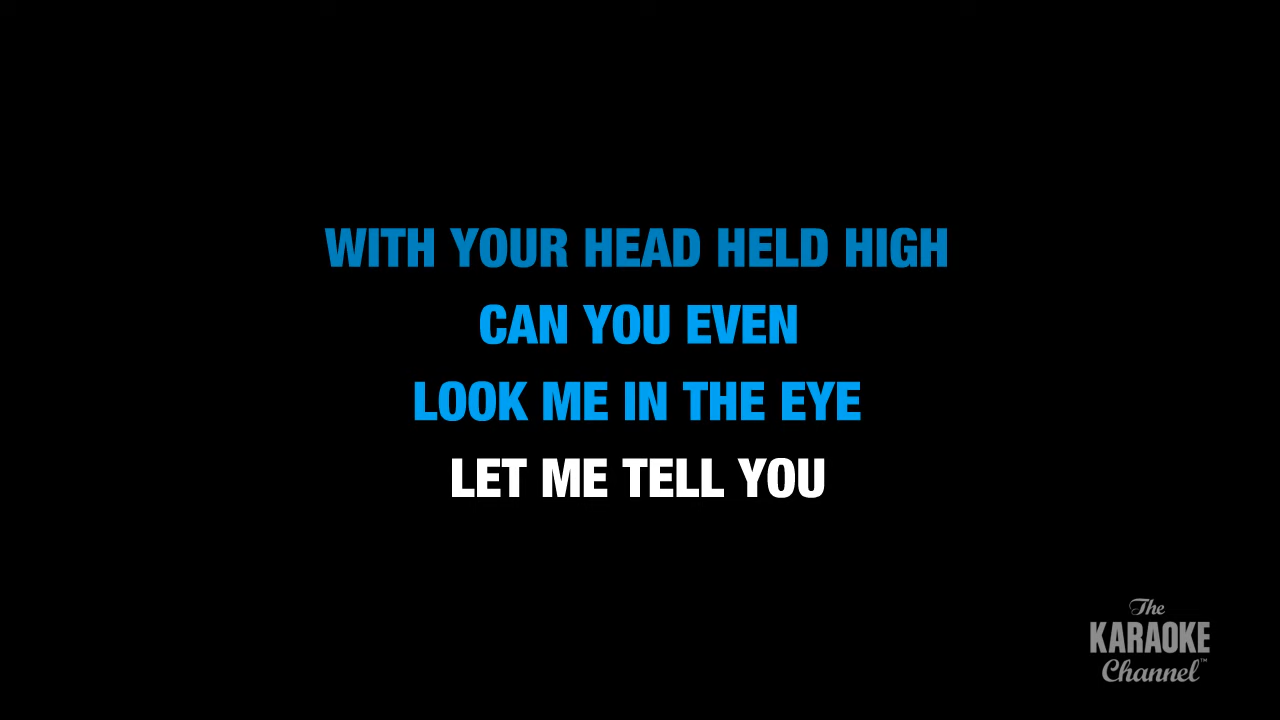 WITH YOUR HEAD HELD HIGH
CAN YOU EVEN
LOOK ME IN THE EYE
LET ME TELL YOU
The
KARAOKE
Channel™